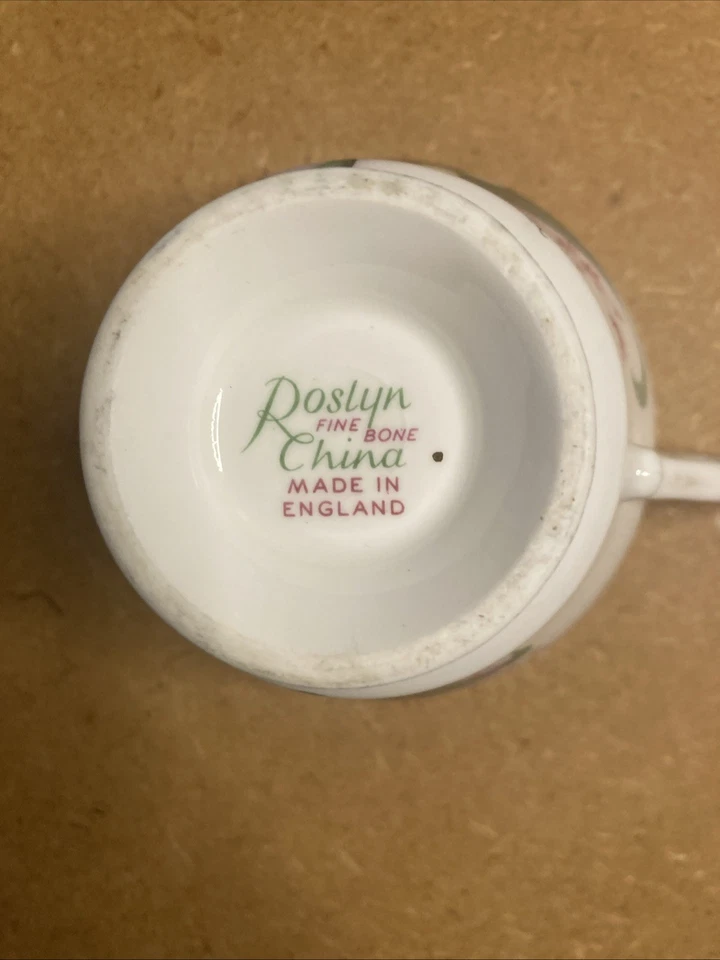 Roslyn
FINE BONE
China
MADE IN
ENGLAND